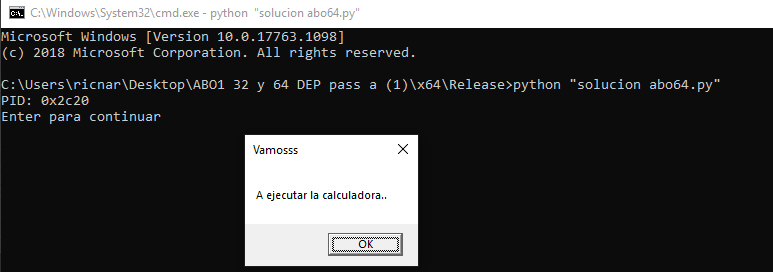 C:\Windows\System32\cmd.exe - python "solucion abo64.py"
Microsoft Windows [Version 10.0.17763.1098]
(c) 2018 Microsoft Corporation. All rights reserved.
C:\Users\ricnar\Desktop\ABO1 32 y 64 DEP pass a (1)\x64\Release>python "solucion abo64.py"
PID: 0x2c20
Enter para continuar
Vamosss
A ejecutar la calculadora..
OK